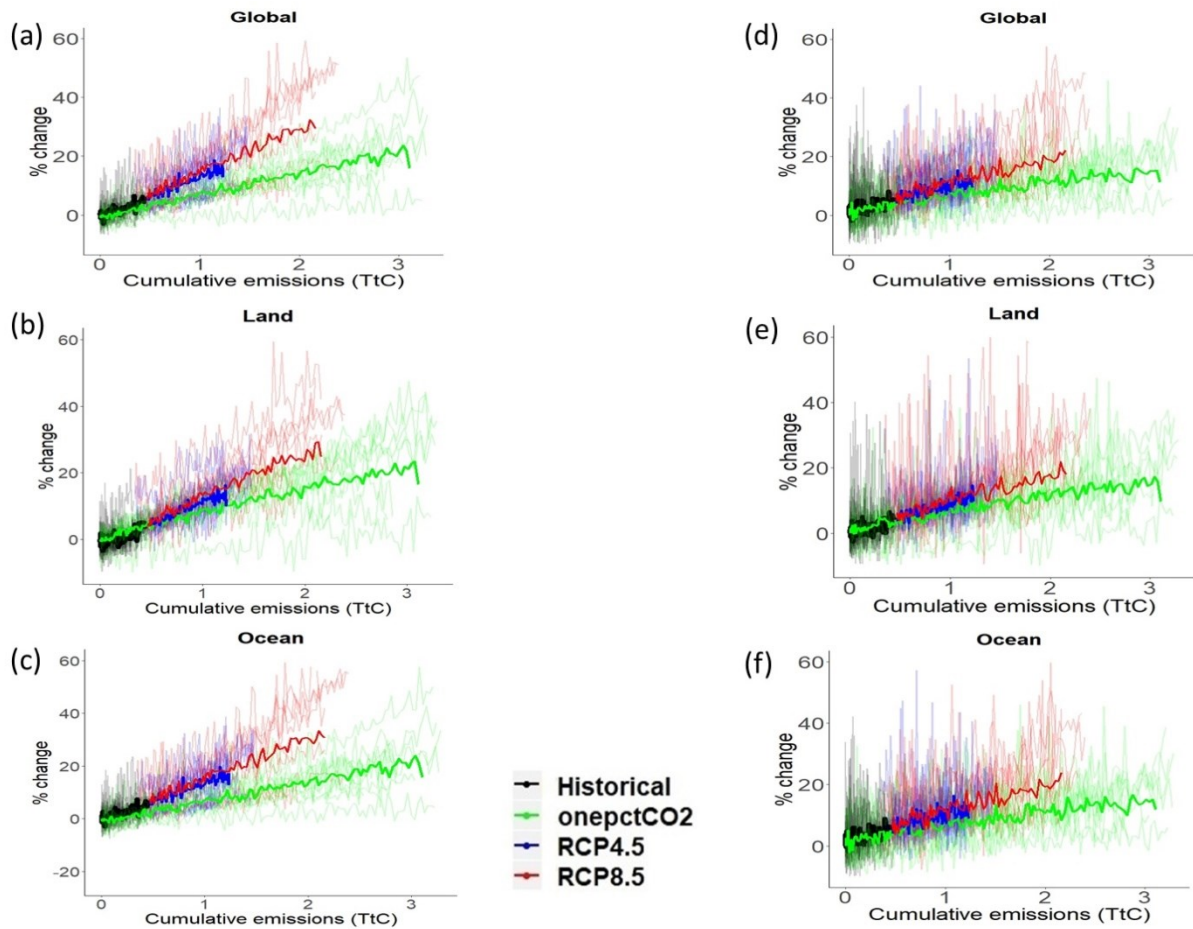 (a)
Global
60
40
20
0
% change
0 1 2 3
Cumulative emissions (TtC)
(b)
Land
60
40
20
0
% change
0 1 2 3
Cumulative emissions (TtC)
(c)
Ocean
60
40
20
0
-20
% change
0 1 2 3
Cumulative emissions (TtC)
Historical
onepctCO2
RCP4.5
RCP8.5
(d)
Global
60
40
20
0
% change
0 1 2 3
Cumulative emissions (TtC)
(e)
Land
60
40
20
0
% change
0 1 2 3
Cumulative emissions (TtC)
(f)
Ocean
60
40
20
0
% change
0 1 2 3
Cumulative emissions (TtC)